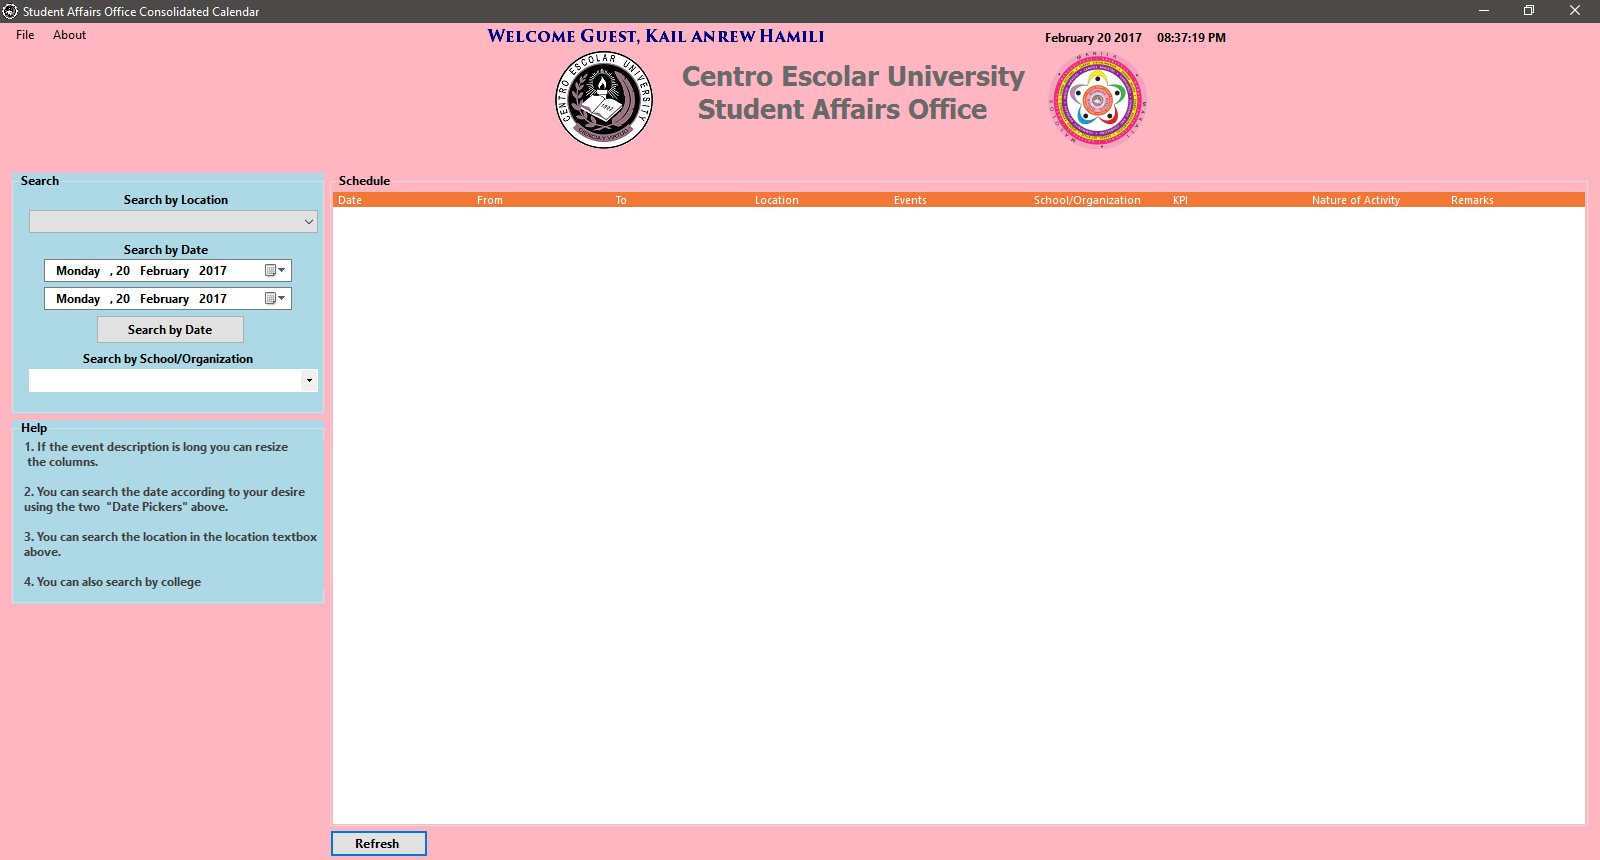 Student Affairs Office Consolidated Calendar
File About
Welcome Guest, Kail anrew Hamili
February 20 2017 08:37:19 PM
CENTRO ESCOLAR UNIVERSITY
1907
CIENCIA Y VIRTUD
Centro Escolar University
Student Affairs Office
MANILA
MAKATI
MALOLOS
Search
Search by Location
Search by Date
Monday , 20 February 2017
Monday , 20 February 2017
Search by Date
Search by School/Organization
Help
1. If the event description is long you can resize
the columns.
2. You can search the date according to your desire
using the two "Date Pickers" above.
3. You can search the location in the location textbox
above.
4. You can also search by college
Schedule
Date From To Location Events School/Organization KPI Nature of Activity Remarks
Refresh